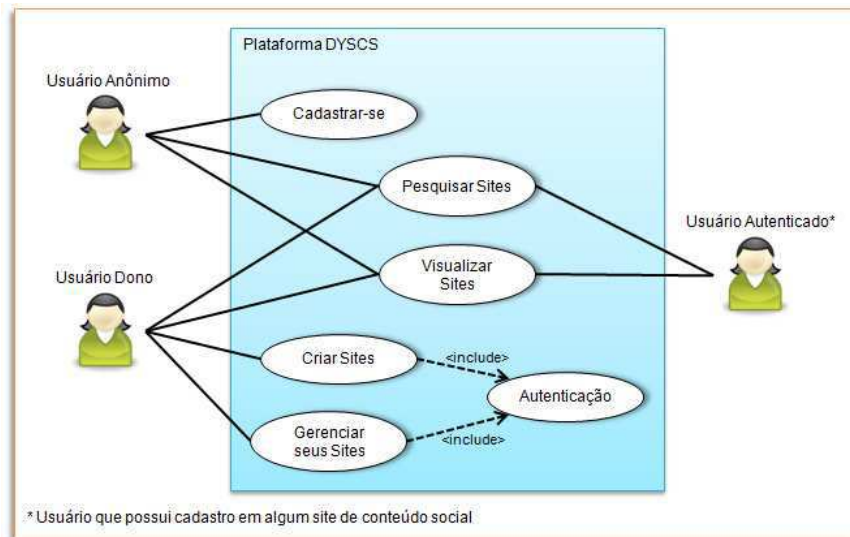 Plataforma DYSCS
Usuário Anônimo
Cadastrar-se
Pesquisar Sites
Usuário Autenticado*
Visualizar
Sites
Usuário Dono
Criar Sites
<include>
Autenticação
Gerenciar
seus Sites
<include>
* Usuário que possui cadastro em algum site de conteúdo social